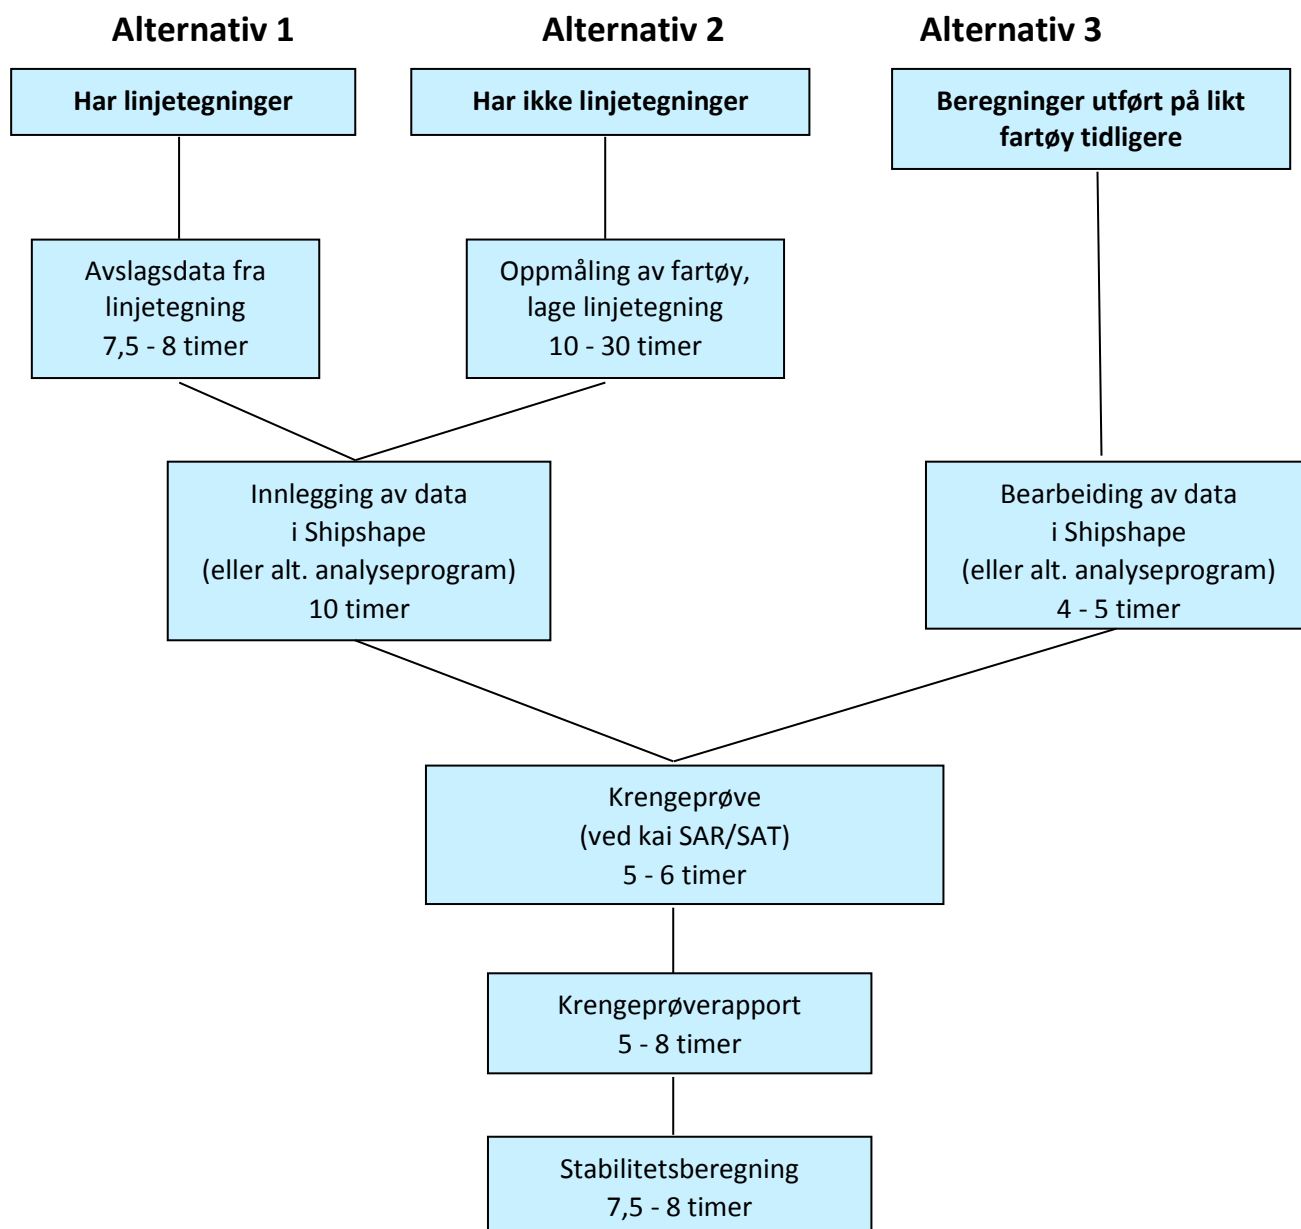 Alternativ 1
Alternativ 2
Alternativ 3
Har linjetegninger
Har ikke linjetegninger
Beregninger utført på likt
fartøy tidligere
Avslagsdata fra
linjetegning
7,5 - 8 timer
Oppmåling av fartøy,
lage linjetegning
10 - 30 timer
Innlegging av data
i Shipshape
(eller alt. analyseprogram)
10 timer
Bearbeiding av data
i Shipshape
(eller alt. analyseprogram)
4 - 5 timer
Krengeprøve
(ved kai SAR/SAT)
5 - 6 timer
Krengeprøverapport
5 - 8 timer
Stabilitetsberegning
7,5 - 8 timer